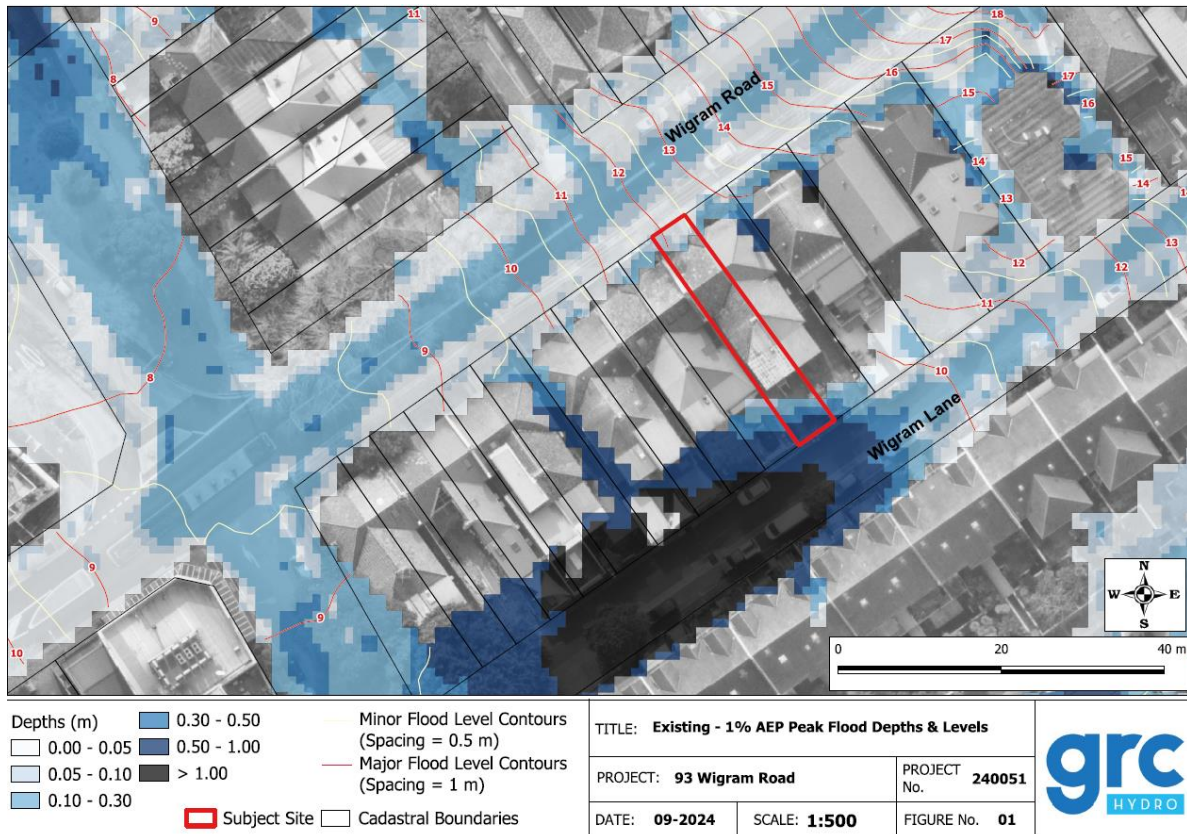 9
11
18
17
17
16
16
15
15
15
14
14
14
14
13
13
13
12
12
12
11
11
10
10
10
9
9
9
9
8
8
8
Wigram Road
Wigram Lane
N
W E
S
0 20 40 m
Depths (m)
0.00 - 0.05
0.05 - 0.10
0.10 - 0.30
0.30 - 0.50
0.50 - 1.00
> 1.00
Minor Flood Level Contours
(Spacing = 0.5 m)
Major Flood Level Contours
(Spacing = 1 m)
Subject Site
Cadastral Boundaries
TITLE: Existing - 1% AEP Peak Flood Depths & Levels
PROJECT: 93 Wigram Road
PROJECT No. 240051
DATE: 09-2024
SCALE: 1:500
FIGURE No. 01
grc
HYDRO